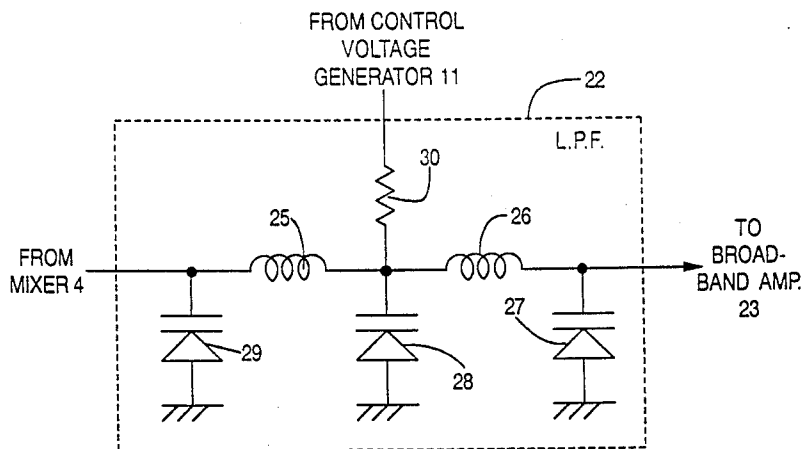 FROM CONTROL
VOLTAGE
GENERATOR 11
22
L.P.F.
30
25
26
FROM
MIXER 4
TO
BROAD-
BAND AMP.
23
29
28
27